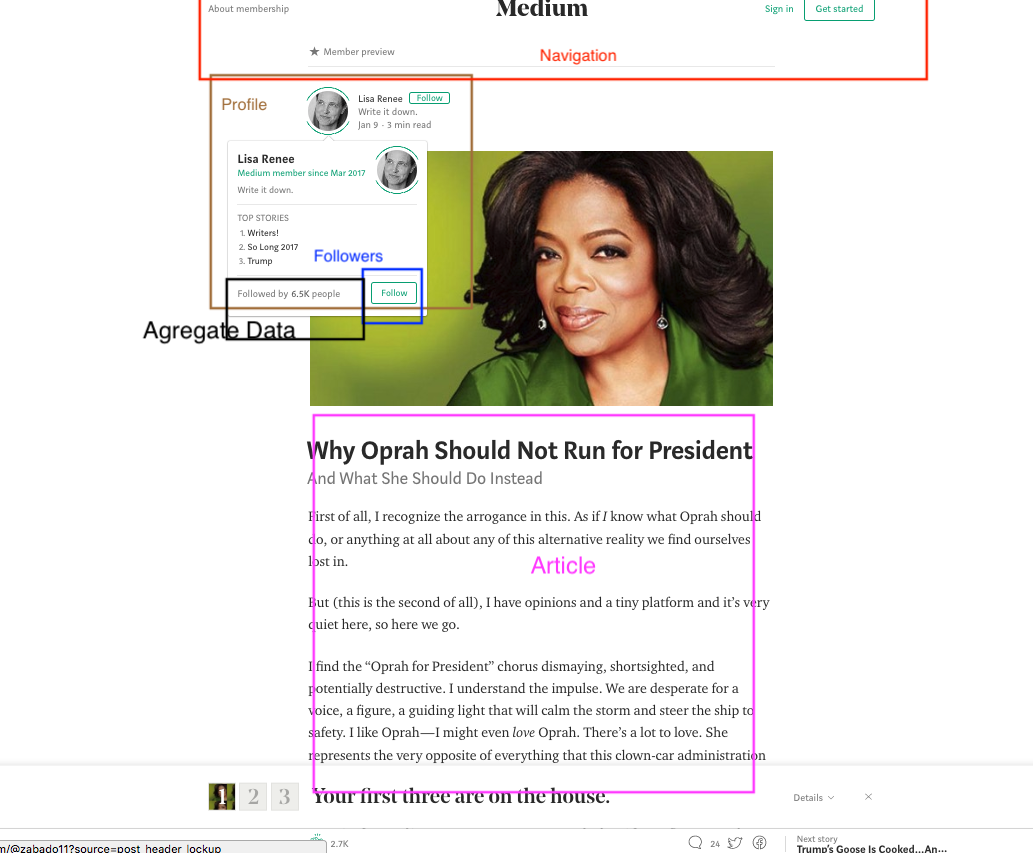 About membership
Medium
Sign in
Get started
Member preview
Navigation
Profile
Lisa Renee
Follow
Write it down.
Jan 9 · 3 min read
Lisa Renee
Medium member since Mar 2017
Write it down.
TOP STORIES
1. Writers!
2. So Long 2017
3. Trump
Followers
Followed by 6.5K people
Follow
Agregate Data
Why Oprah Should Not Run for President
And What She Should Do Instead
First of all, I recognize the arrogance in this. As if I know what Oprah should
do, or anything at all about any of this alternative reality we find ourselves
lost in.
Article
But (this is the second of all), I have opinions and a tiny platform and it’s very
quiet here, so here we go.
I find the “Oprah for President” chorus dismaying, shortsighted, and
potentially destructive. I understand the impulse. We are desperate for a
voice, a figure, a guiding light that will calm the storm and steer the ship to
safety. I like Oprah—I might even love Oprah. There’s a lot to love. She
represents the very opposite of everything that this clown-car administration
1 2 3
Your first three are on the house.
Details
2.7K
24
Next story
Trump’s Goose Is Cooked…An…
m/@zabado11?source=post_header_lockup